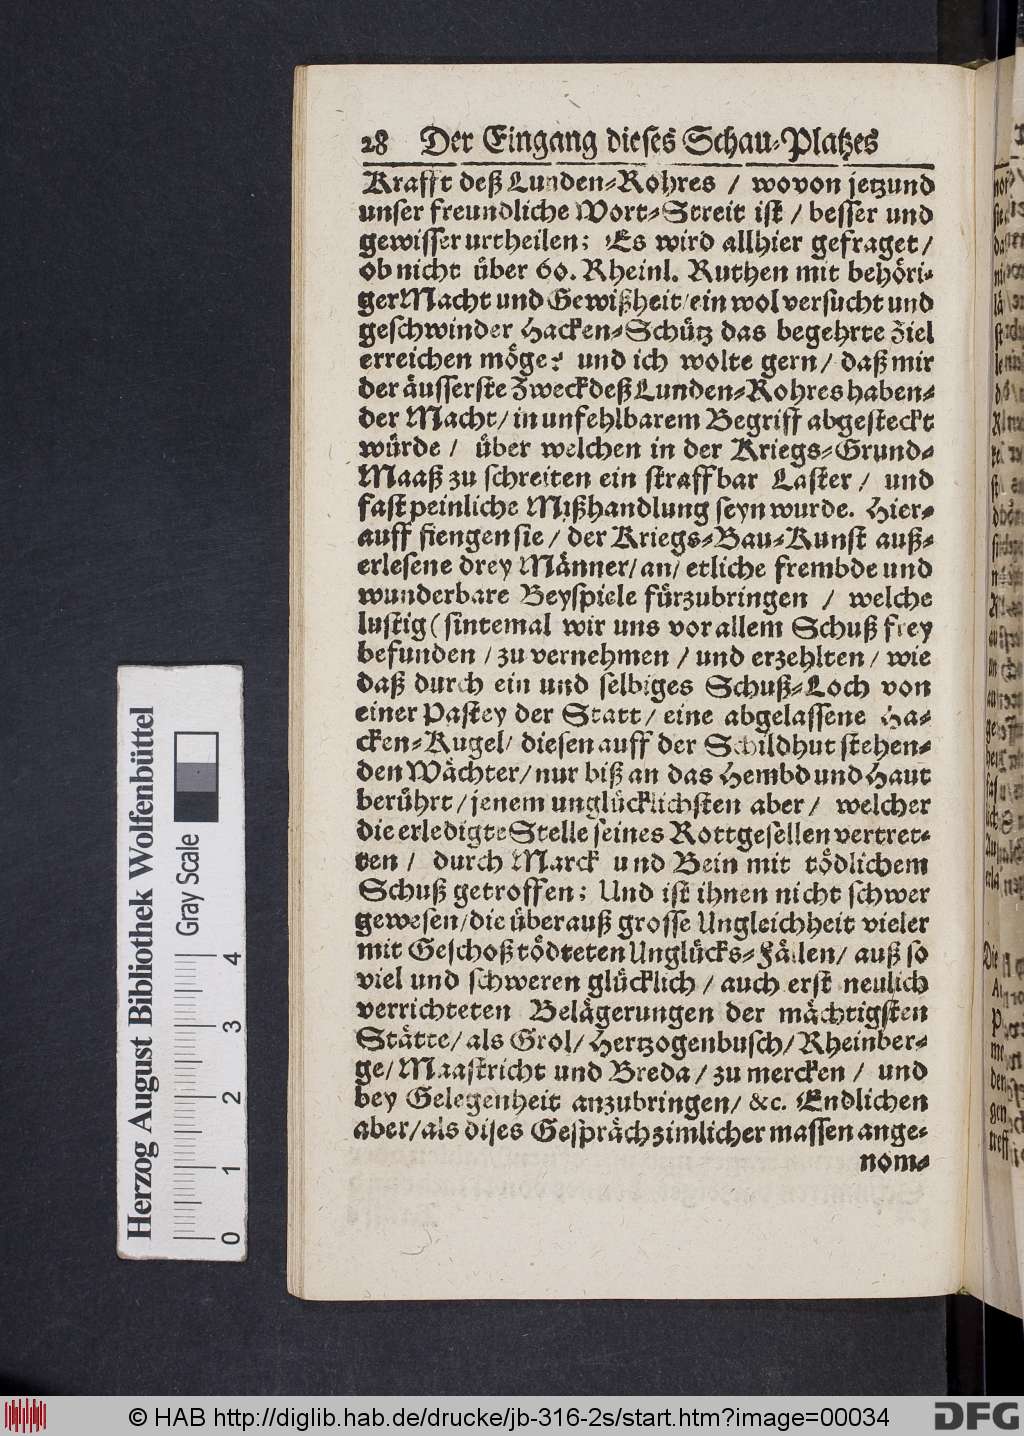 28 Der Eingang dieses Schau-Platzes
Krafft deß Lunden-Rohres / wovon jetzund
unser freundliche Wort-Streit ist / besser und
gewisser urtheilen; Es wird allhier gefraget /
ob nicht über 60. Rheinl. Ruthen mit behöri-
ger Macht und Gewißheit / ein wol versucht und
geschwinder Hacken-Schütz das begehrte Ziel
erreichen möge? und ich wolte gern / daß mir
der äusserste Zweck deß Lunden-Rohres haben-
der Macht / in unfehlbarem Begriff abgesteckt
würde / über welchen in der Kriegs-Grund-
Maaß zu schreiten ein straffbar Laster / und
fast peinliche Mißhandlung seyn wurde. Hier-
auff fiengen sie / der Kriegs-Bau-Kunst auß-
erlesene drey Männer / an / etliche frembde und
wunderbare Beyspiele fürzubringen / welche
lustig ( sintemal wir uns vor allem Schuß frey
befunden / zu vernehmen / und erzehlten / wie
daß durch ein und selbiges Schuß-Loch von
einer Pastey der Statt / eine abgelassene Ha-
cken-Kugel / diesen auff der Schildhut stehen-
den Wächter / nur biß an das Hembd und Haut
berührt / jenem unglücklichsten aber / welcher
die erledigte Stelle seines Rottgesellen vertret-
ten / durch Marck und Bein mit tödlichem
Schuß getroffen; Und ist ihnen nicht schwer
gewesen / die überauß grosse Ungleichheit vieler
mit Geschoß tödteten Unglücks-Fällen / auß so
viel und schweren glücklich / auch erst neulich
verrichteten Belägerungen der mächtigsten
Stätte / als Grol / Hertzogenbusch / Rheinber-
ge / Maastricht und Breda / zu mercken / und
bey Gelegenheit anzubringen / &c. Endlichen
aber / als dises Gespräch zimlicher massen ange-
nom-
Herzog August Bibliothek Wolfenbüttel
Gray Scale
0 1 2 3 4
© HAB http://diglib.hab.de/drucke/jb-316-2s/start.htm?image=00034
DFG